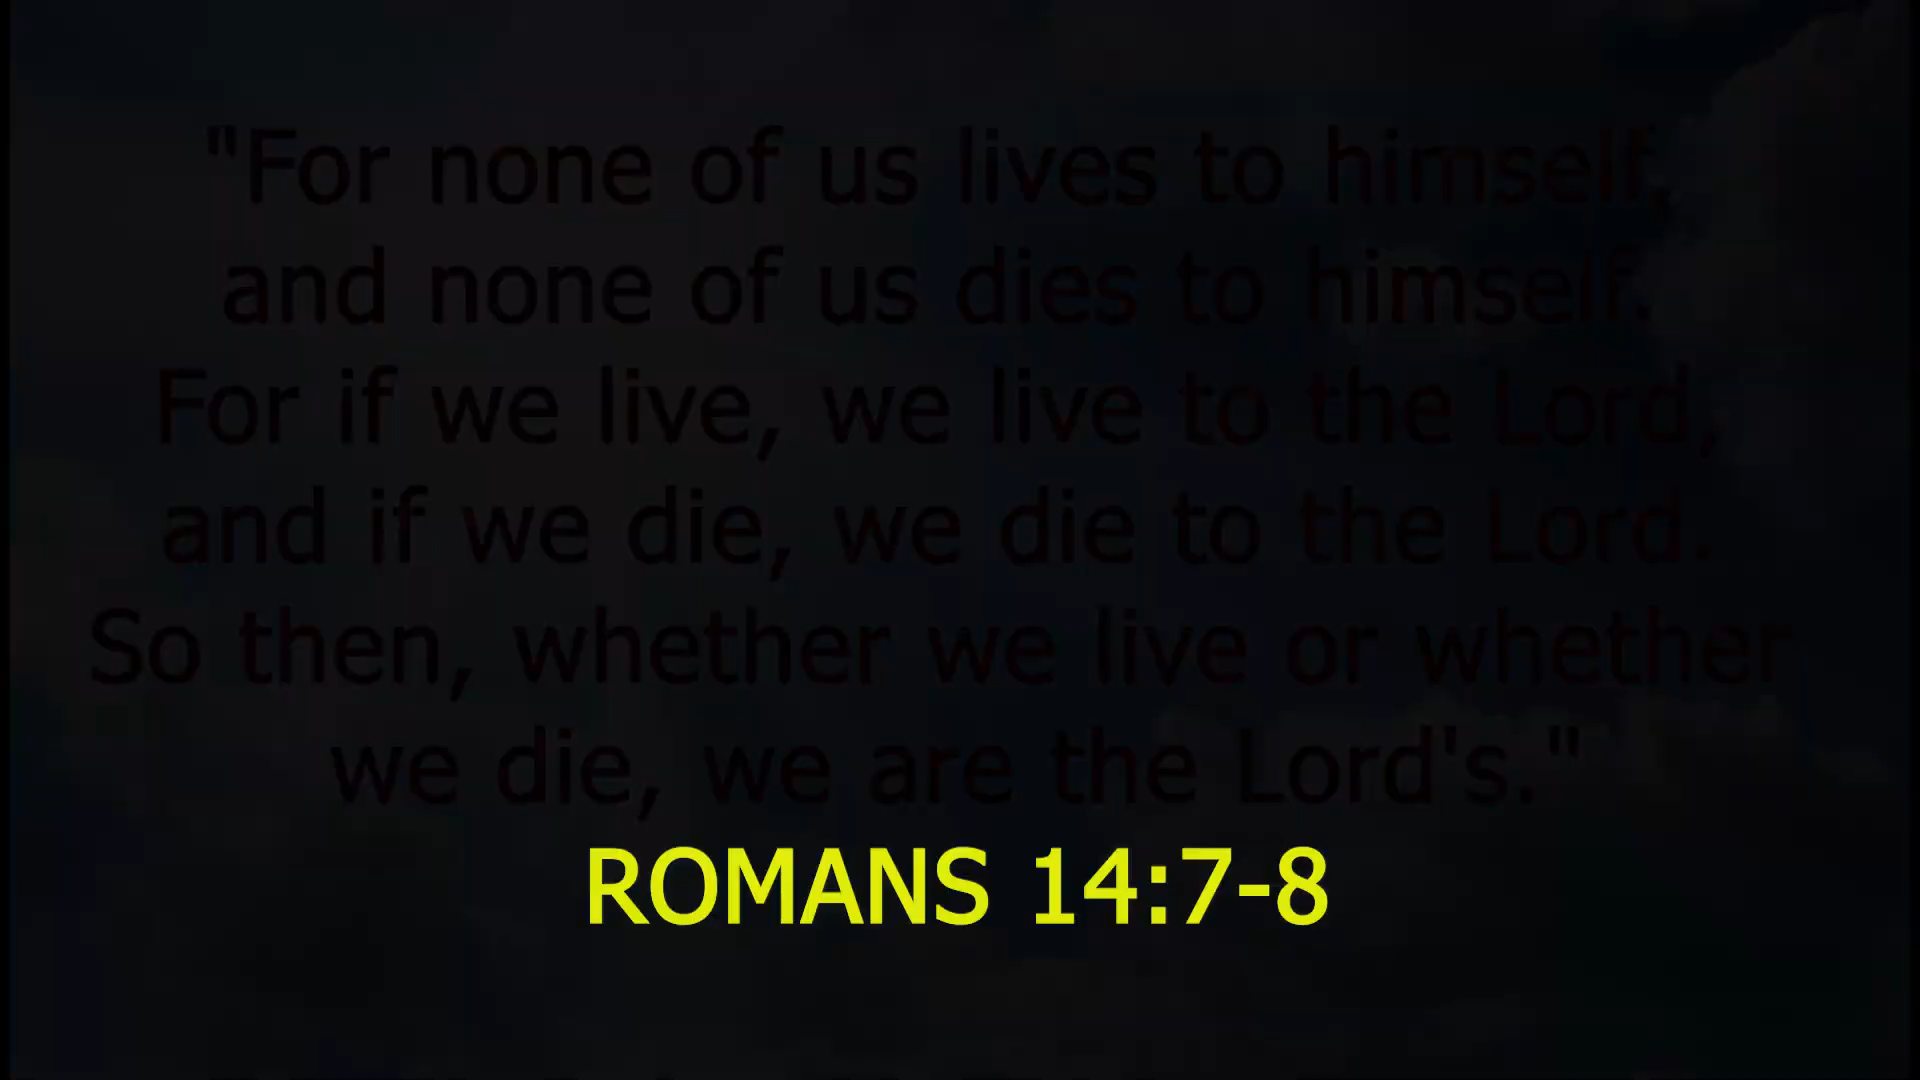 "For none of us lives to himself,
and none of us dies to himself.
For if we live, we live to the Lord,
and if we die, we die to the Lord.
So then, whether we live or whether
we die, we are the Lord's."
ROMANS 14:7-8